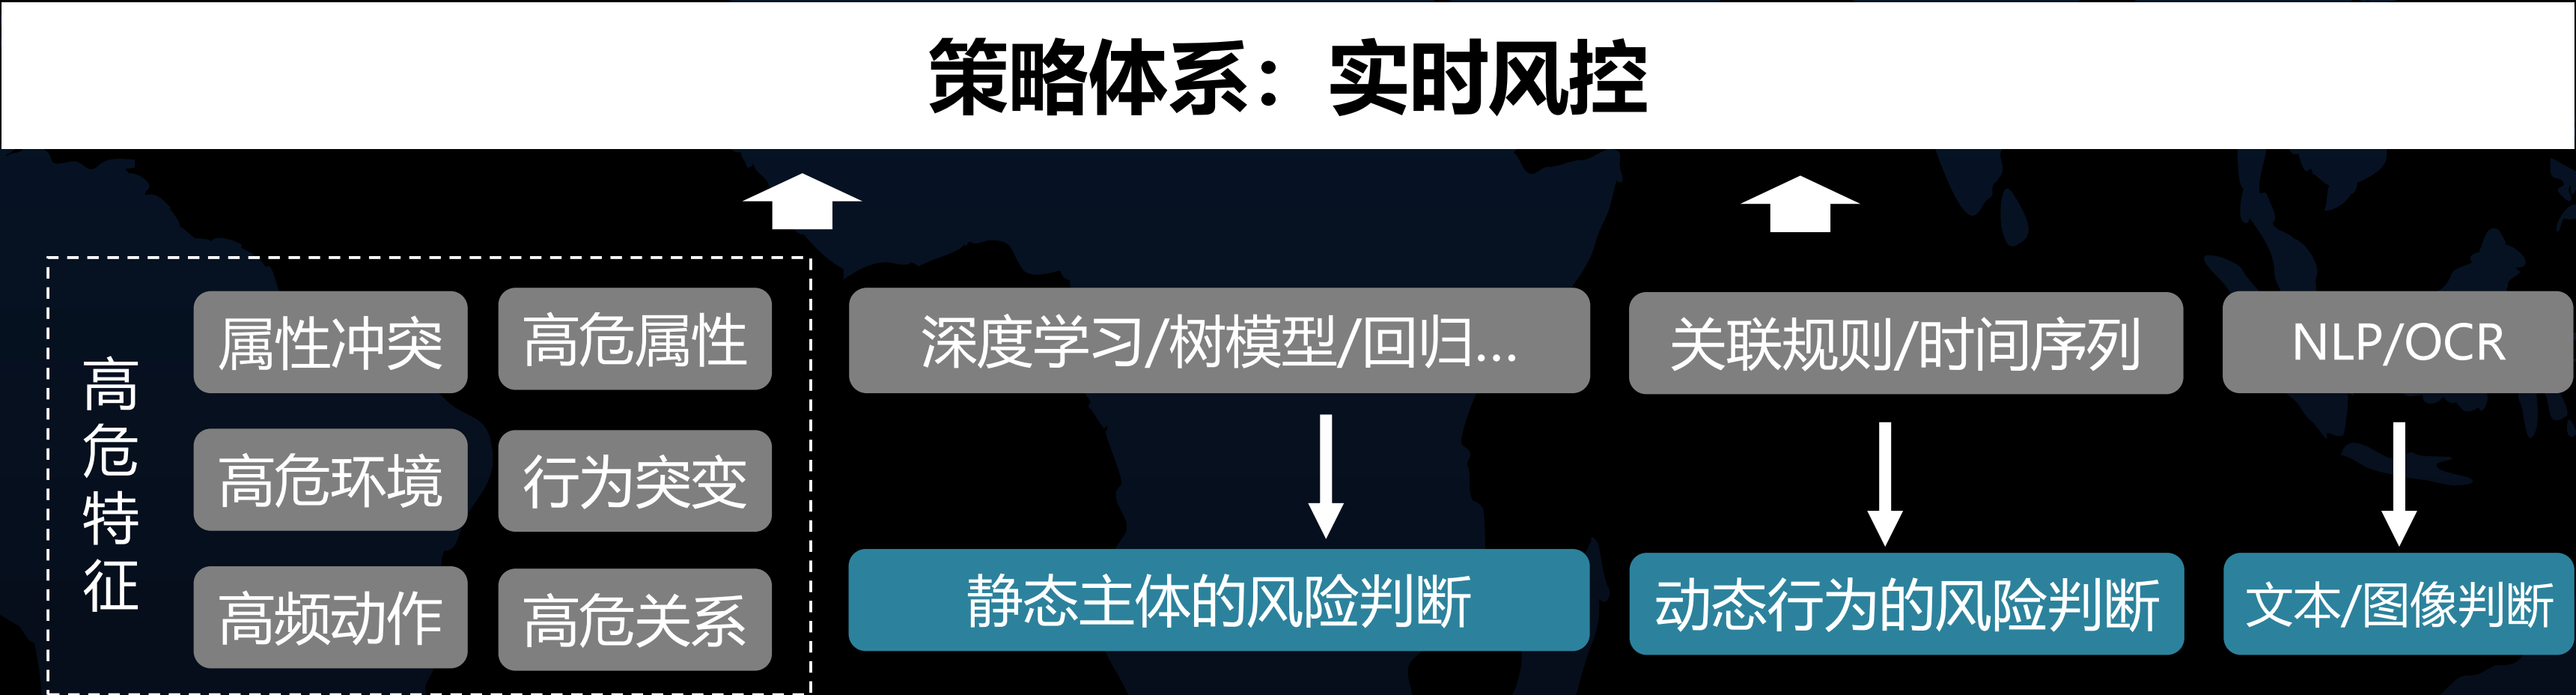 策略体系：实时风控
高危特征
属性冲突
高危属性
高危环境
行为突变
高频动作
高危关系
深度学习/树模型/回归...
关联规则/时间序列
NLP/OCR
静态主体的风险判断
动态行为的风险判断
文本/图像判断